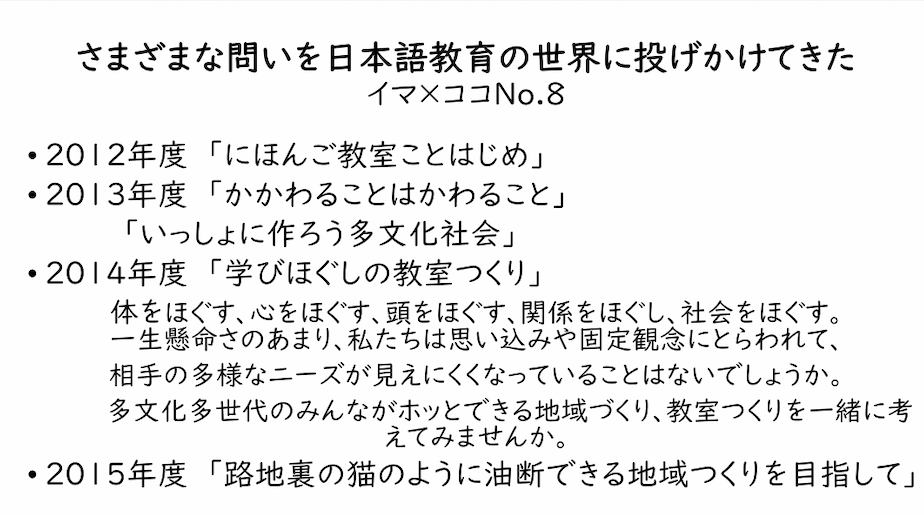 さまざまな問いを日本語教育の世界に投げかけてきた
イマ×ココNo.8
• 2012年度 「にほんご教室ことはじめ」
• 2013年度 「かかわることはかわること」
「いっしょに作ろう多文化社会」
• 2014年度 「学びほぐしの教室つくり」
体をほぐす、心をほぐす、頭をほぐす、関係をほぐし、社会をほぐす。
一生懸命さのあまり、私たちは思い込みや固定観念にとらわれて、
相手の多様なニーズが見えにくくなっていることはないでしょうか。
多文化多世代のみんながホッとできる地域づくり、教室つくりを一緒に考
えてみませんか。
• 2015年度 「路地裏の猫のように油断できる地域つくりを目指して」